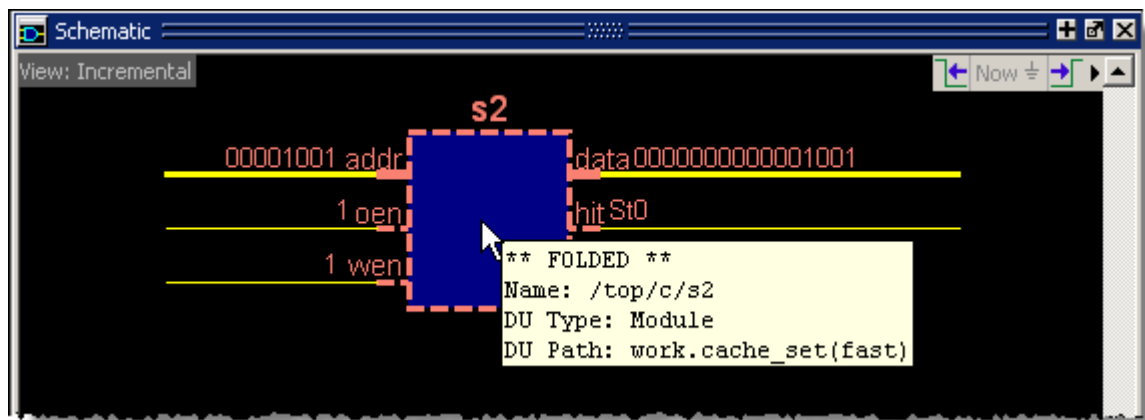 Schematic
View: Incremental
Now
s2
00001001 addr data 0000000000001001
1 oen hit St0
1 wen
** FOLDED **
Name: /top/c/s2
DU Type: Module
DU Path: work.cache_set(fast)